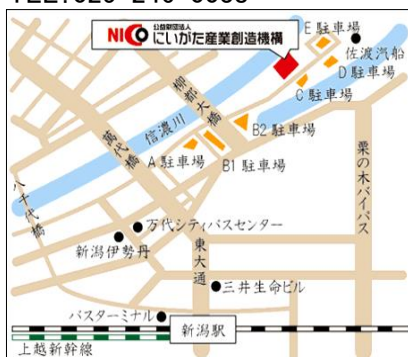 公益財団法人
NICO にいがた産業創造機構
E 駐車場
佐渡汽船
D 駐車場
C 駐車場
柳都大橋
信濃川
萬代橋
B2 駐車場
A 駐車場
B1 駐車場
栗の木バイパス
八千代橋
万代シティバスセンター
新潟伊勢丹
東大通
三井生命ビル
バスターミナル
新潟駅
上越新幹線